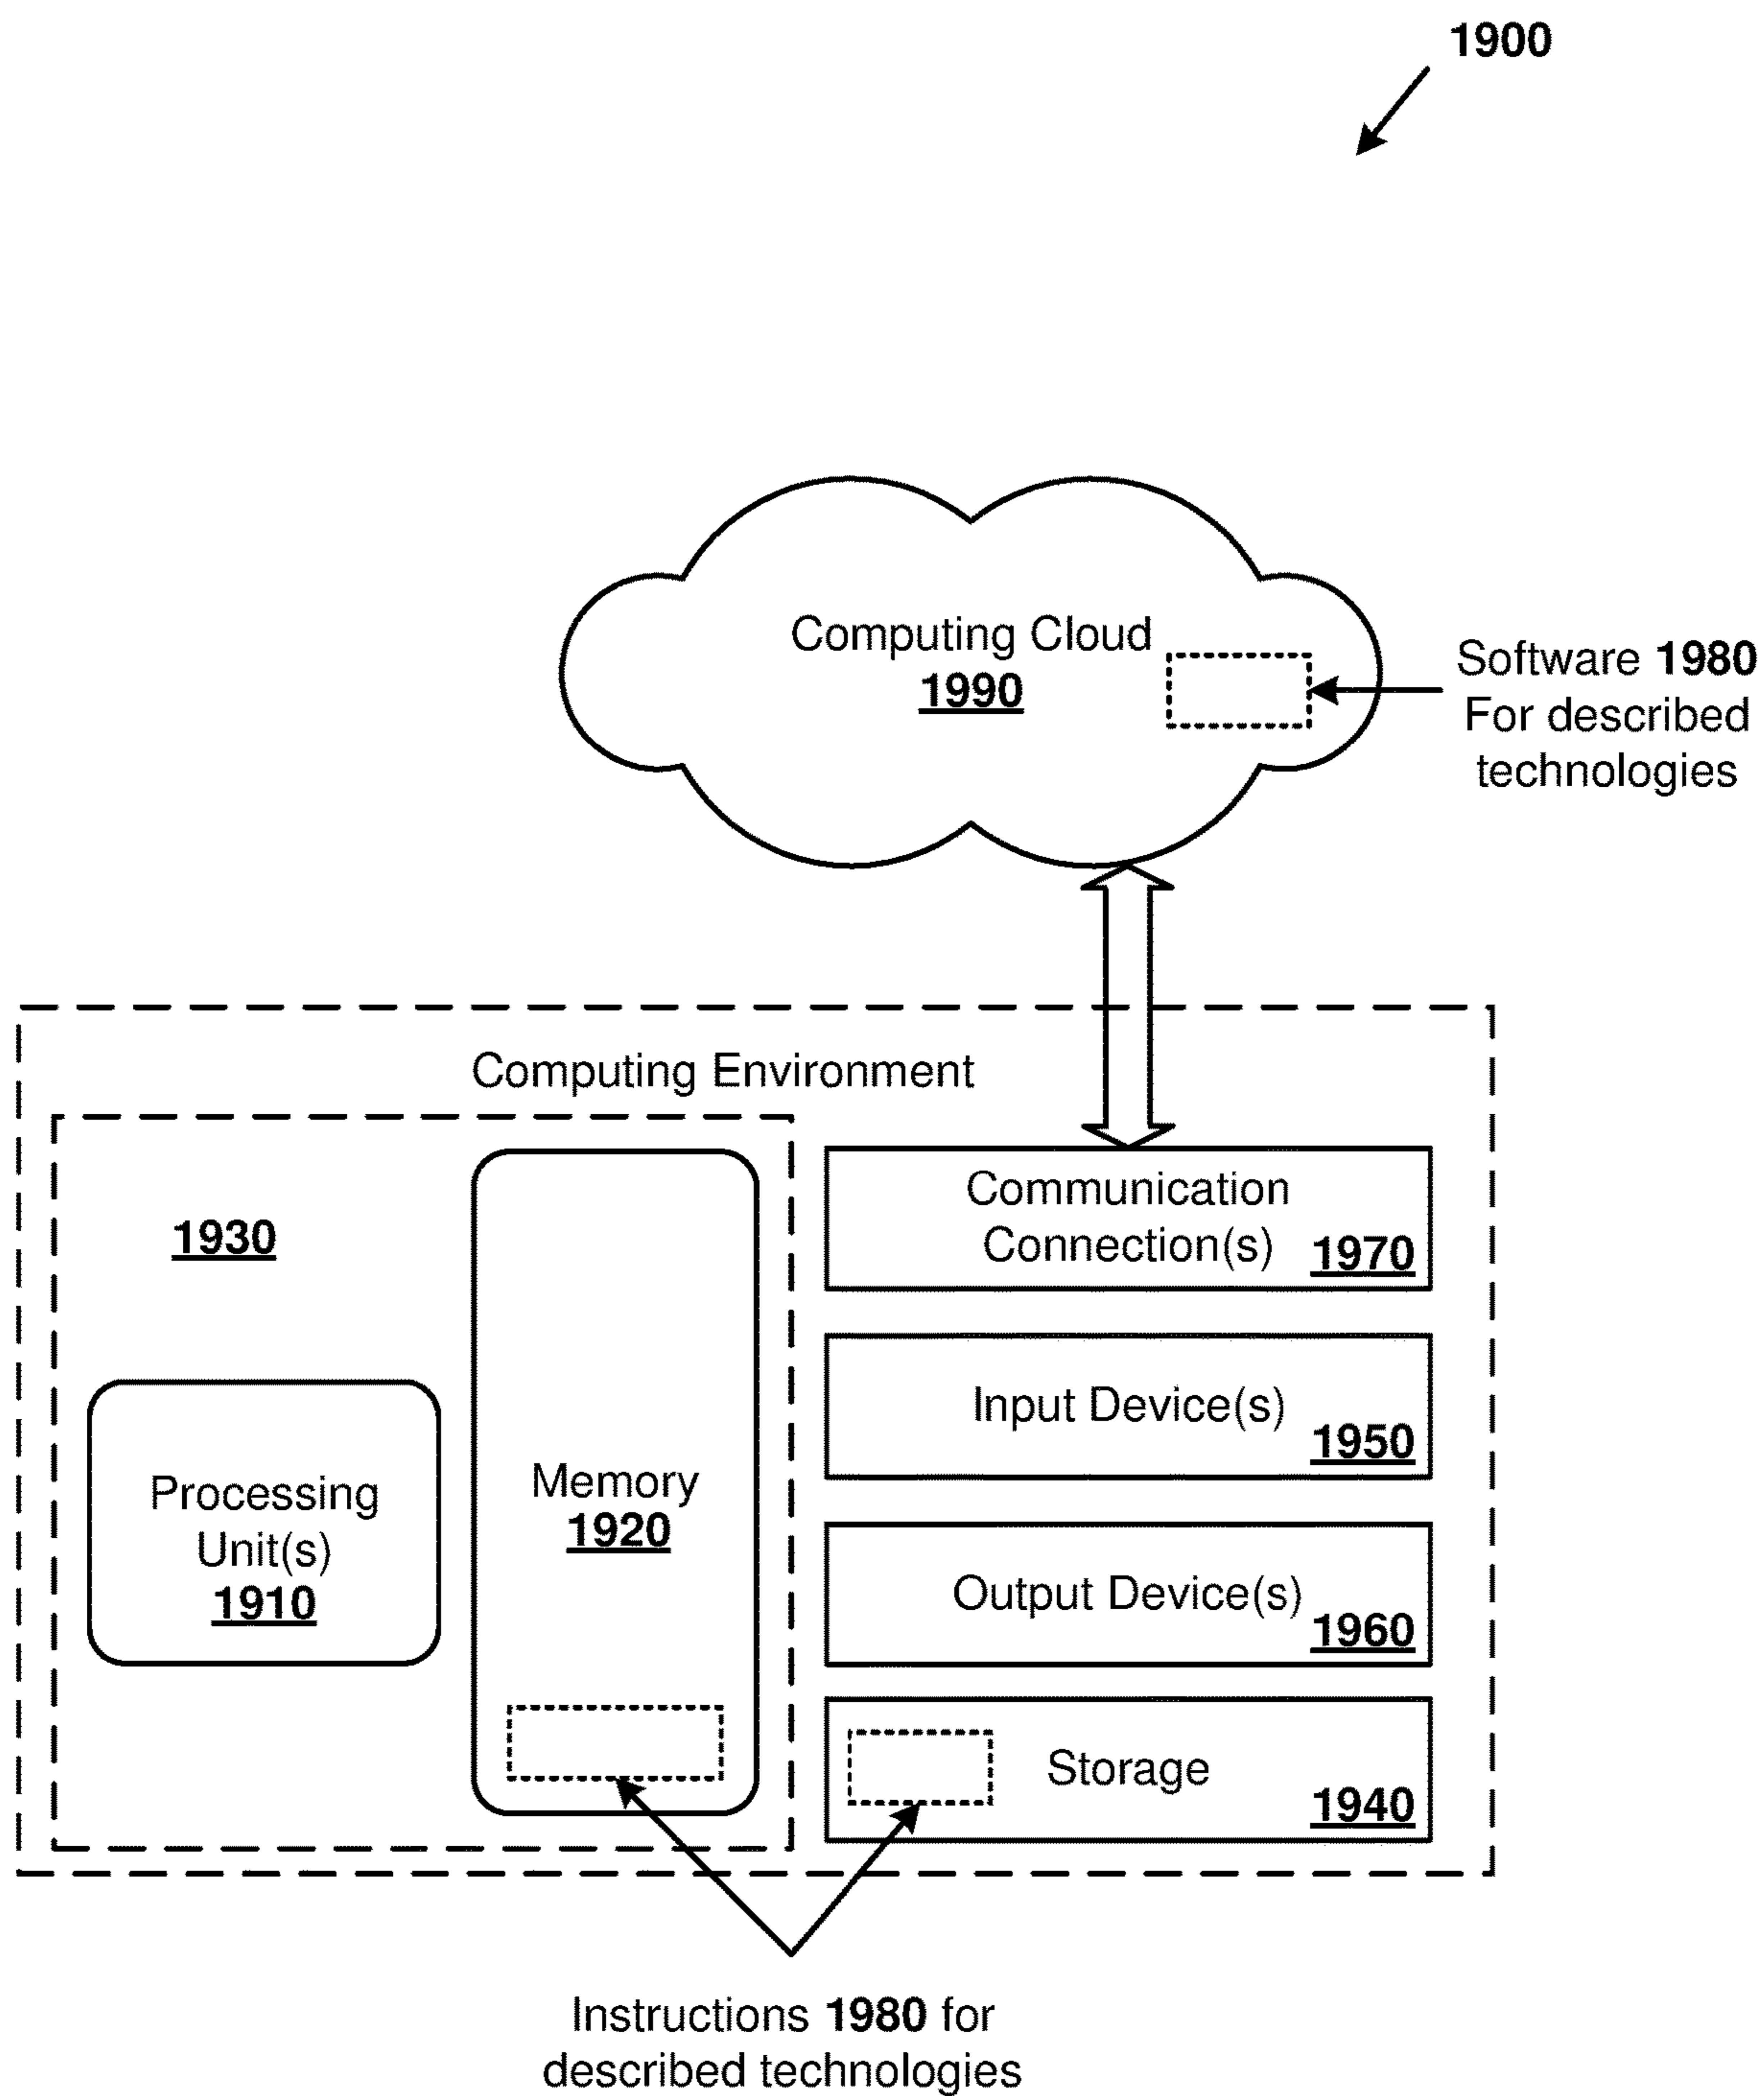 1900
Computing Cloud
1990
Software 1980
For described
technologies
Computing Environment
1930
Processing
Unit(s)
1910
Memory
1920
Communication
Connection(s) 1970
Input Device(s)
1950
Output Device(s)
1960
Storage
1940
Instructions 1980 for
described technologies